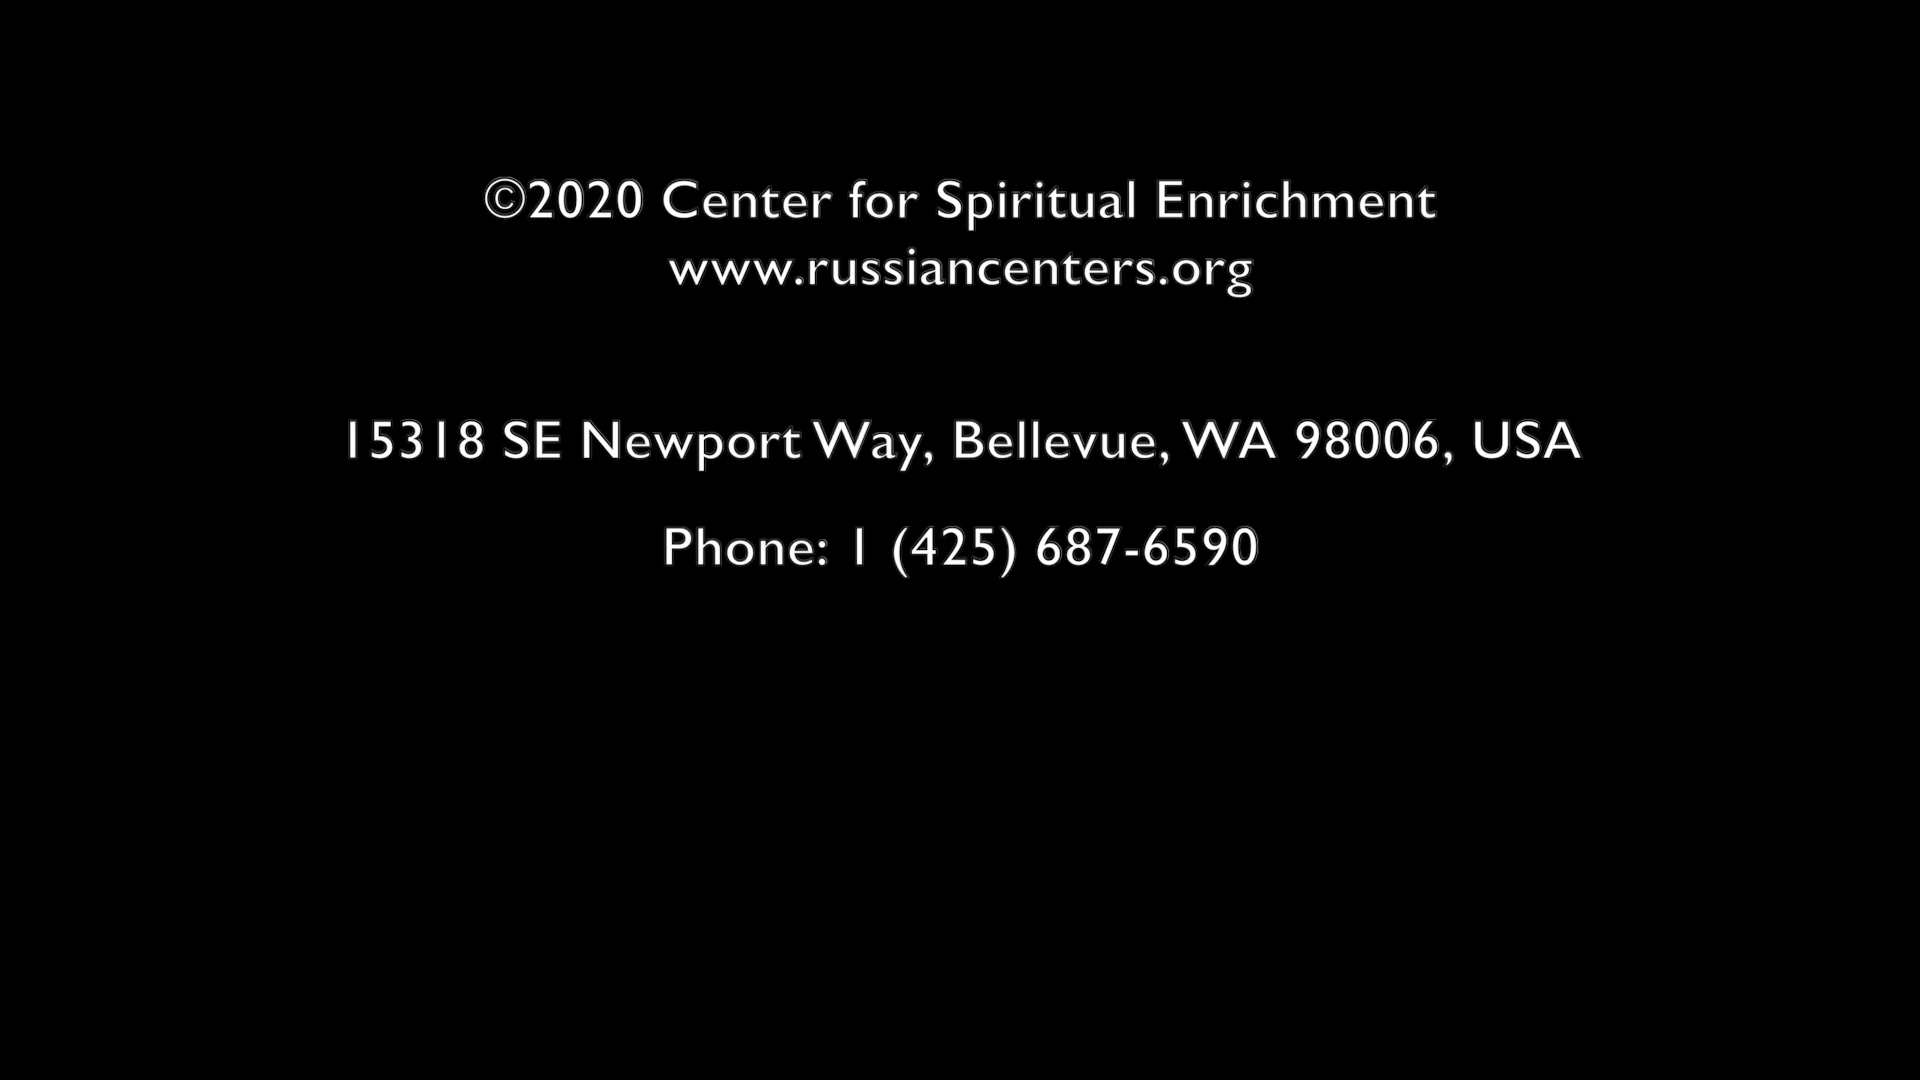 ©2020 Center for Spiritual Enrichment
www.russiancenters.org
15318 SE Newport Way, Bellevue, WA 98006, USA
Phone: 1 (425) 687-6590